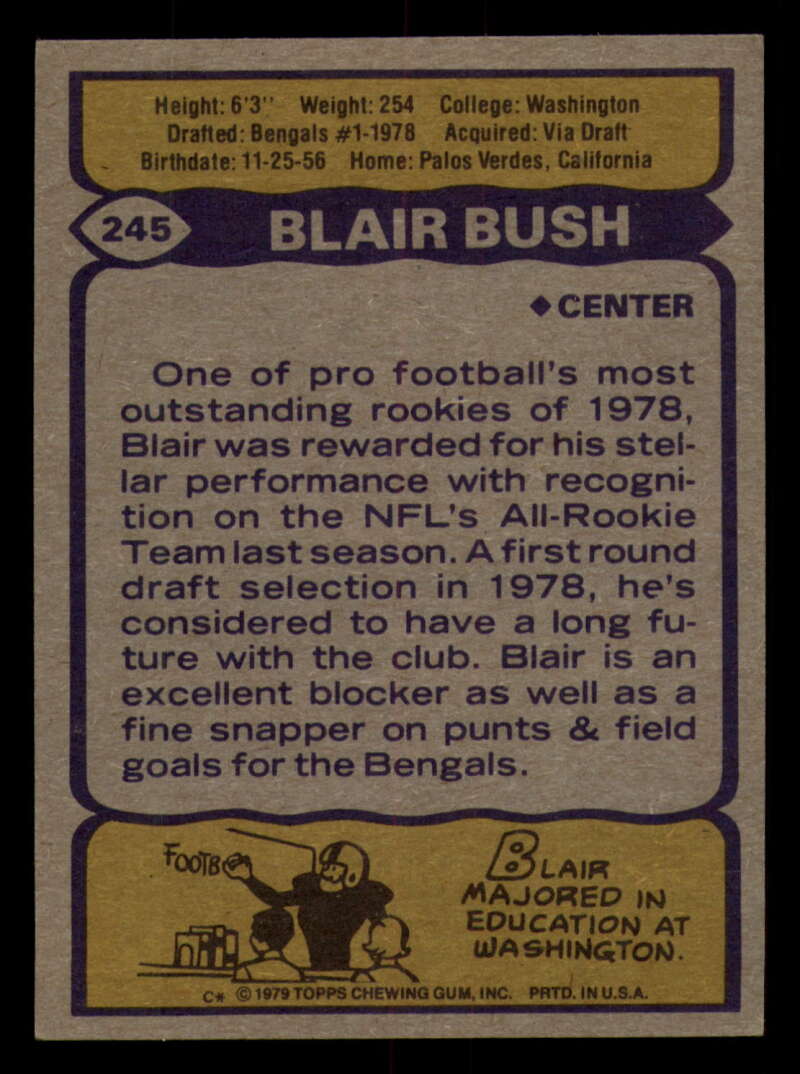 Height: 6'3'' Weight: 254 College: Washington
Drafted: Bengals #1-1978 Acquired: Via Draft
Birthdate: 11-25-56 Home: Palos Verdes, California
245 BLAIR BUSH
◆ CENTER
One of pro football's most
outstanding rookies of 1978,
Blair was rewarded for his stel-
lar performance with recogni-
tion on the NFL's All-Rookie
Team last season. A first round
draft selection in 1978, he's
considered to have a long fu-
ture with the club. Blair is an
excellent blocker as well as a
fine snapper on punts & field
goals for the Bengals.
FOOTB
BLAIR
MAJORED IN
EDUCATION AT
WASHINGTON.
C* © 1979 TOPPS CHEWING GUM, INC. PRTD. IN U.S.A.